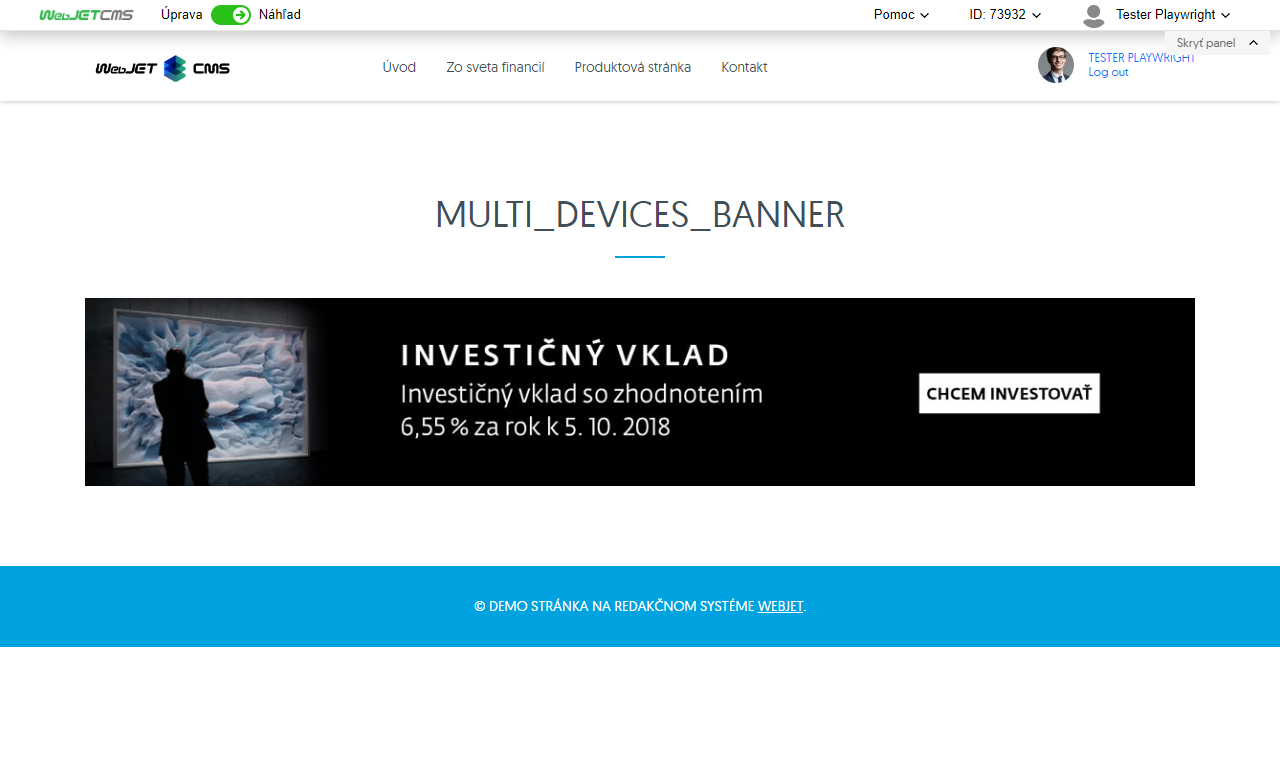 WebJETCMS Úprava Náhľad Pomoc ID: 73932 Tester Playwright
Skryť panel
WebJET CMS Úvod Zo sveta financií Produktová stránka Kontakt TESTER PLAYWRIGHT
Log out
MULTI_DEVICES_BANNER
INVESTIČNÝ VKLAD
Investičný vklad so zhodnotením
6,55 % za rok k 5. 10. 2018
CHCEM INVESTOVAŤ
© DEMO STRÁNKA NA REDAKČNOM SYSTÉME WEBJET.